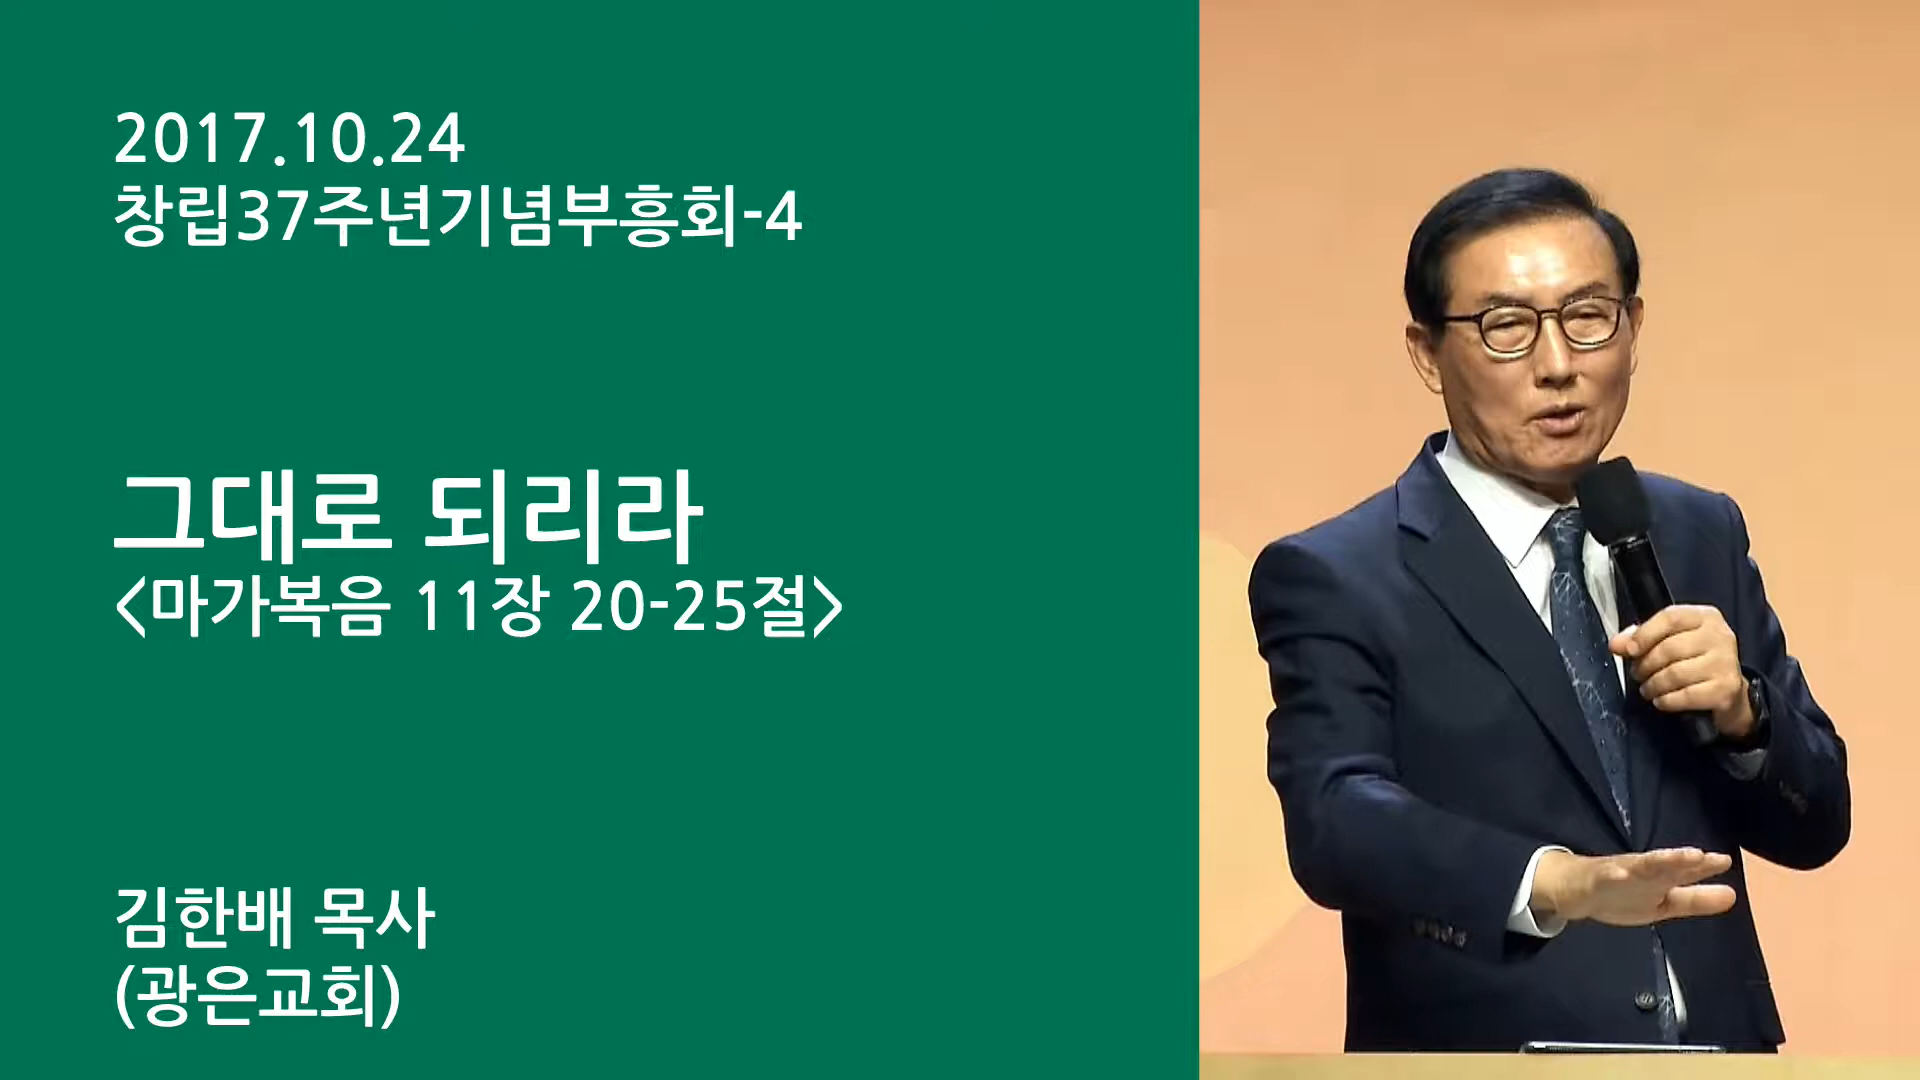 2017.10.24
창립37주년기념부흥회-4
그대로 되리라
<마가복음 11장 20-25절>
김한배 목사
(광은교회)